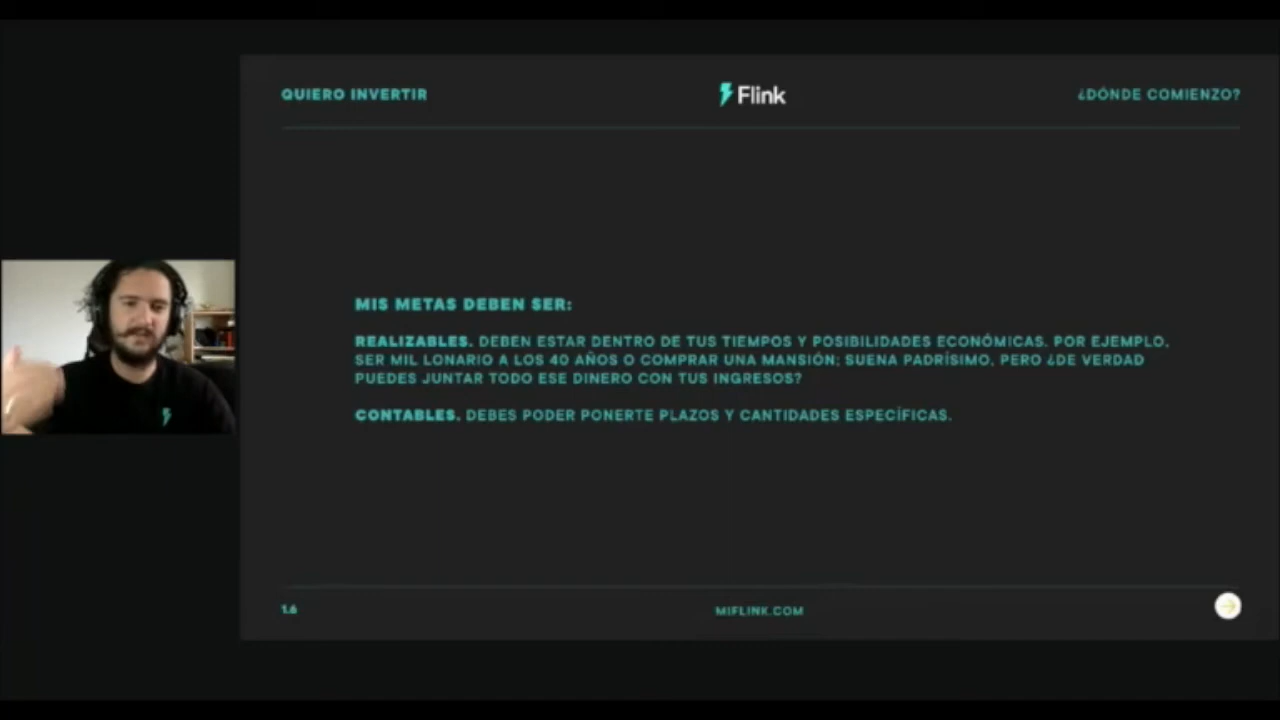 QUIERO INVERTIR
Flink
¿DÓNDE COMIENZO?
MIS METAS DEBEN SER:
REALIZABLES. DEBEN ESTAR DENTRO DE TUS TIEMPOS Y POSIBILIDADES ECONÓMICAS. POR EJEMPLO,
SER MIL LONARIO A LOS 40 AÑOS O COMPRAR UNA MANSIÓN; SUENA PADRÍSIMO, PERO ¿DE VERDAD
PUEDES JUNTAR TODO ESE DINERO CON TUS INGRESOS?
CONTABLES. DEBES PODER PONERTE PLAZOS Y CANTIDADES ESPECÍFICAS.
1.6
MIFLINK.COM